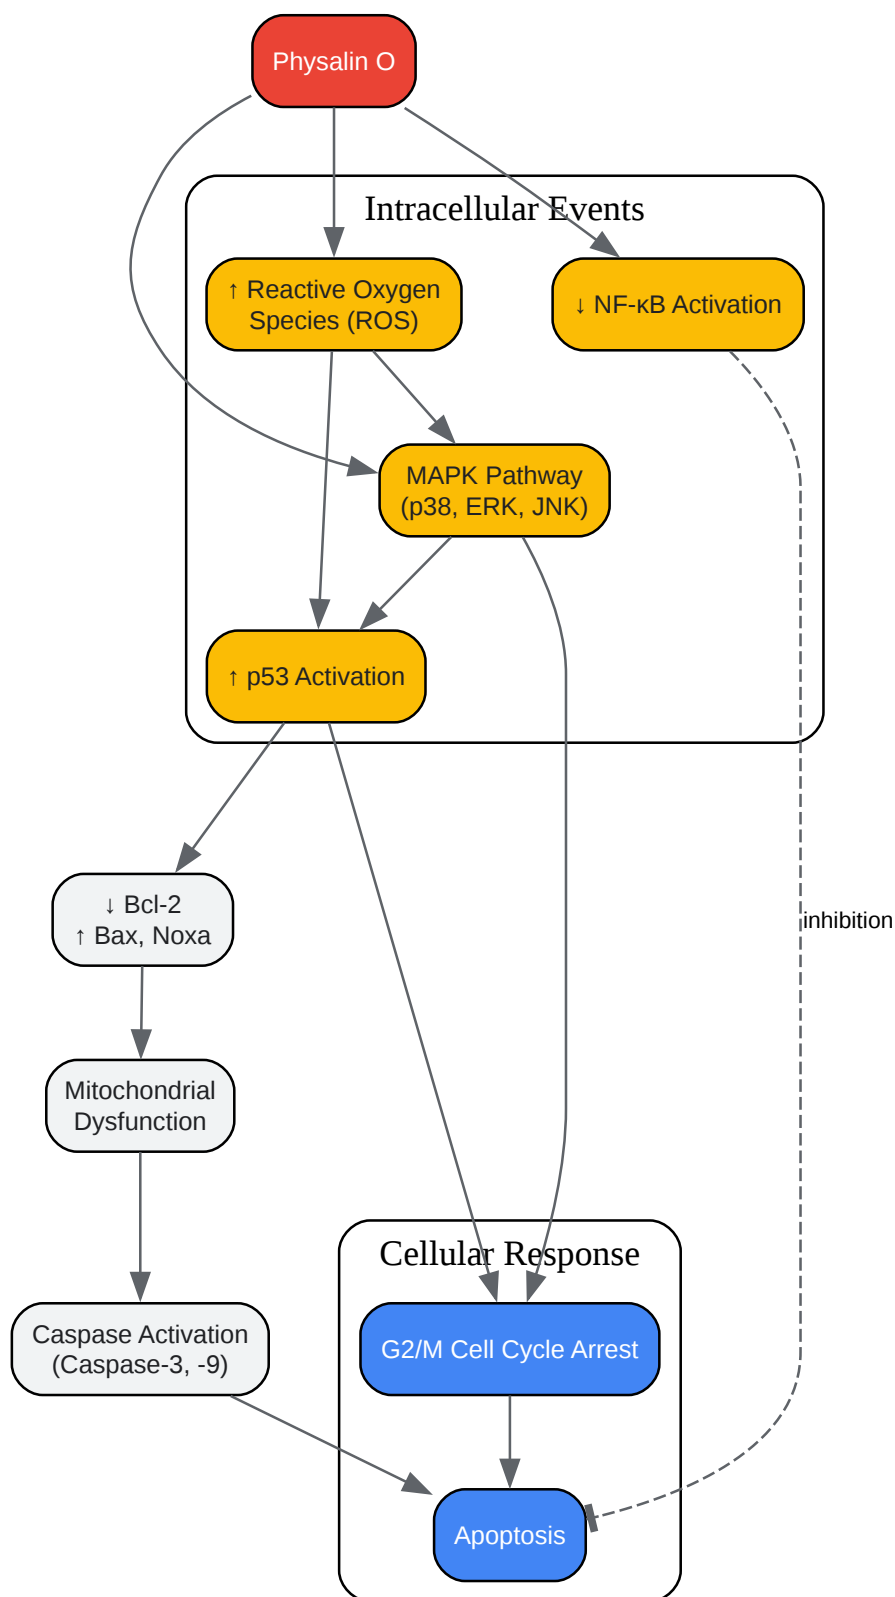 Physalin O
Intracellular Events
↑ Reactive Oxygen
Species (ROS)
↓ NF-κB Activation
MAPK Pathway
(p38, ERK, JNK)
↑ p53 Activation
↓ Bcl-2
↑ Bax, Noxa
inhibition
Mitochondrial
Dysfunction
Cellular Response
Caspase Activation
(Caspase-3, -9)
G2/M Cell Cycle Arrest
Apoptosis